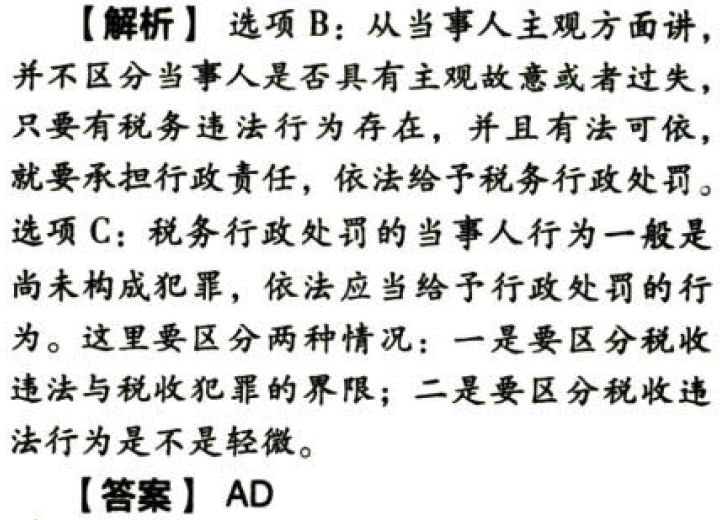 【解析】 选项 B：从当事人主观方面讲，
并不区分当事人是否具有主观故意或者过失，
只要有税务违法行为存在，并且有法可依，
就要承担行政责任，依法给予税务行政处罚。
选项 C：税务行政处罚的当事人行为一般是
尚未构成犯罪，依法应当给予行政处罚的行
为。这里要区分两种情况：一是要区分税收
违法与税收犯罪的界限；二是要区分税收违
法行为是不是轻微。
【答案】 AD